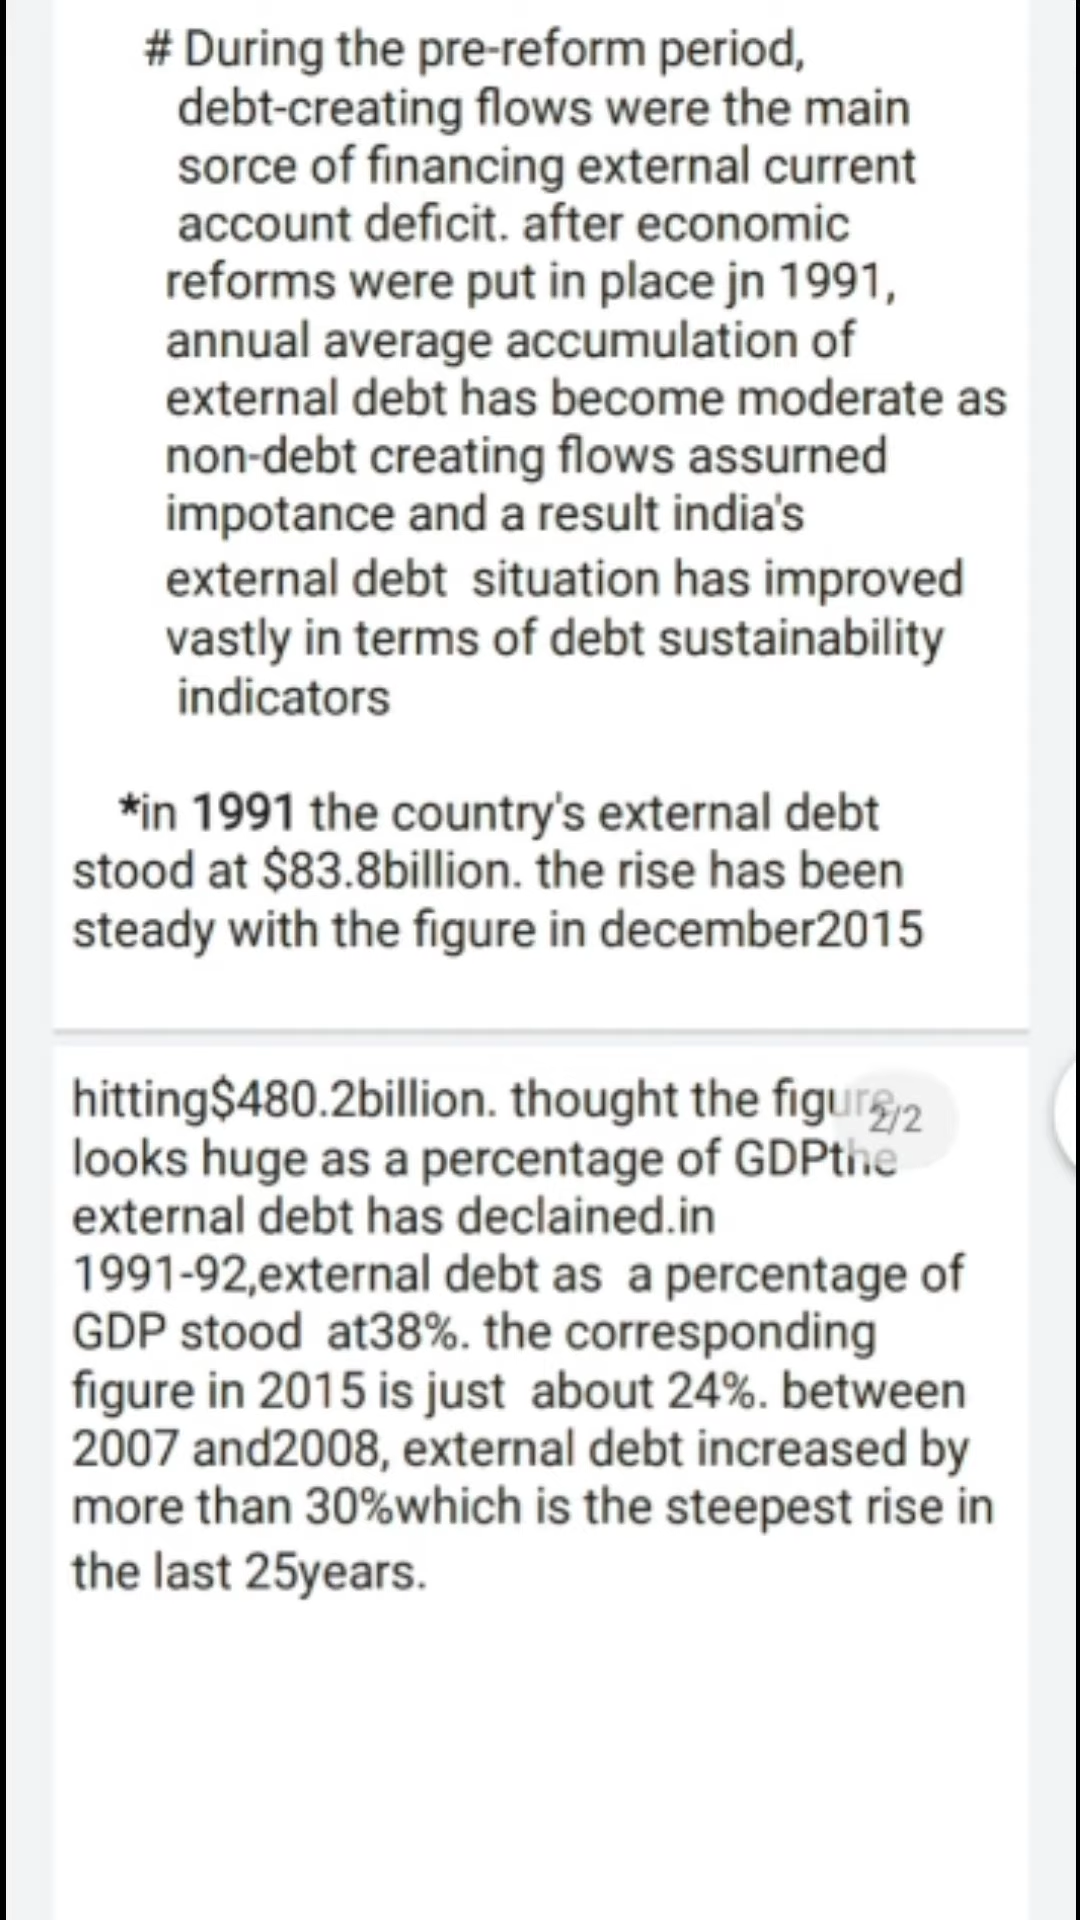 # During the pre-reform period,
debt-creating flows were the main
sorce of financing external current
account deficit. after economic
reforms were put in place jn 1991,
annual average accumulation of
external debt has become moderate as
non-debt creating flows assurned
impotance and a result india's
external debt situation has improved
vastly in terms of debt sustainability
indicators
*in 1991 the country's external debt
stood at $83.8billion. the rise has been
steady with the figure in december2015
hitting$480.2billion. thought the figure
2/2
looks huge as a percentage of GDPthe
external debt has declained.in
1991-92,external debt as a percentage of
GDP stood at38%. the corresponding
figure in 2015 is just about 24%. between
2007 and2008, external debt increased by
more than 30%which is the steepest rise in
the last 25years.